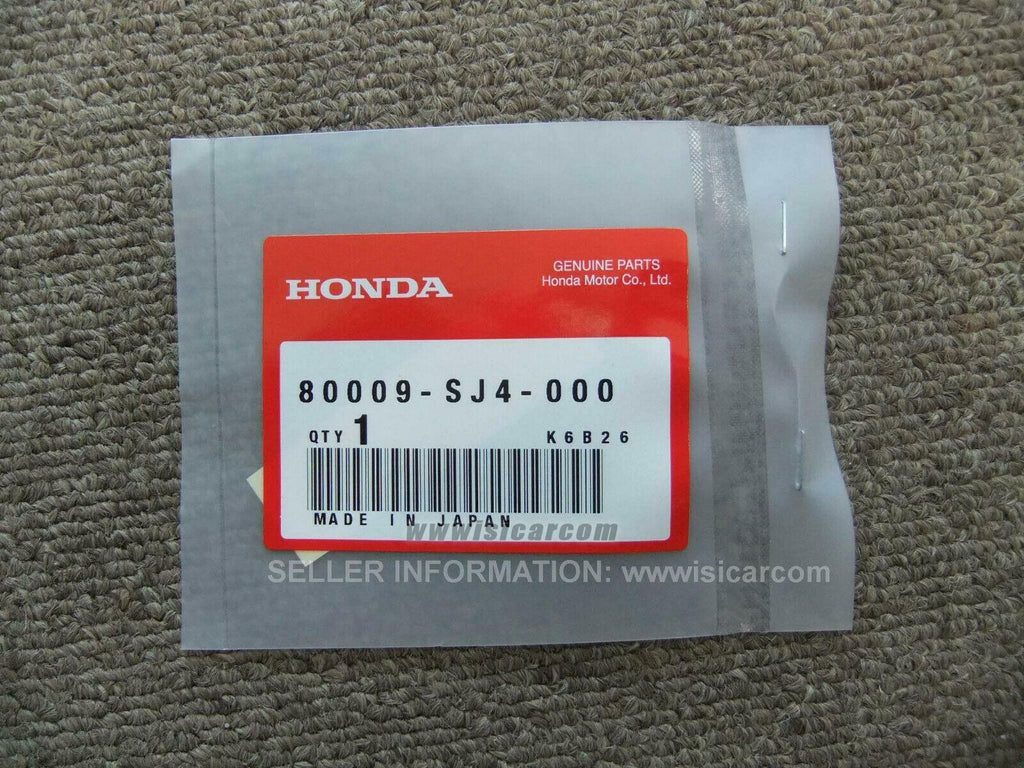 HONDA
GENUINE PARTS
Honda Motor Co., Ltd.
80009-SJ4-000
QTY 1 K6B26
MADE IN JAPAN
wwwisicarcom
SELLER INFORMATION: wwwisicarcom